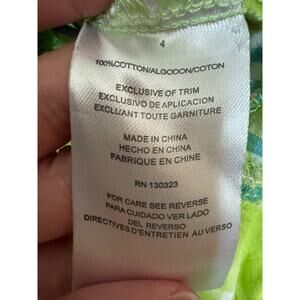 4
100%COTTON/ALGODON/COTON
EXCLUSIVE OF TRIM
EXCLUSIVO DE APLICACION
EXCLUANT TOUTE GARNITURE
MADE IN CHINA
HECHO EN CHINA
FABRIQUE EN CHINE
RN 130323
FOR CARE SEE REVERSE
PARA CUIDADO VER LADO
DEL REVERSO
DIRECTIVES D'ENTRETIEN AU VERSO